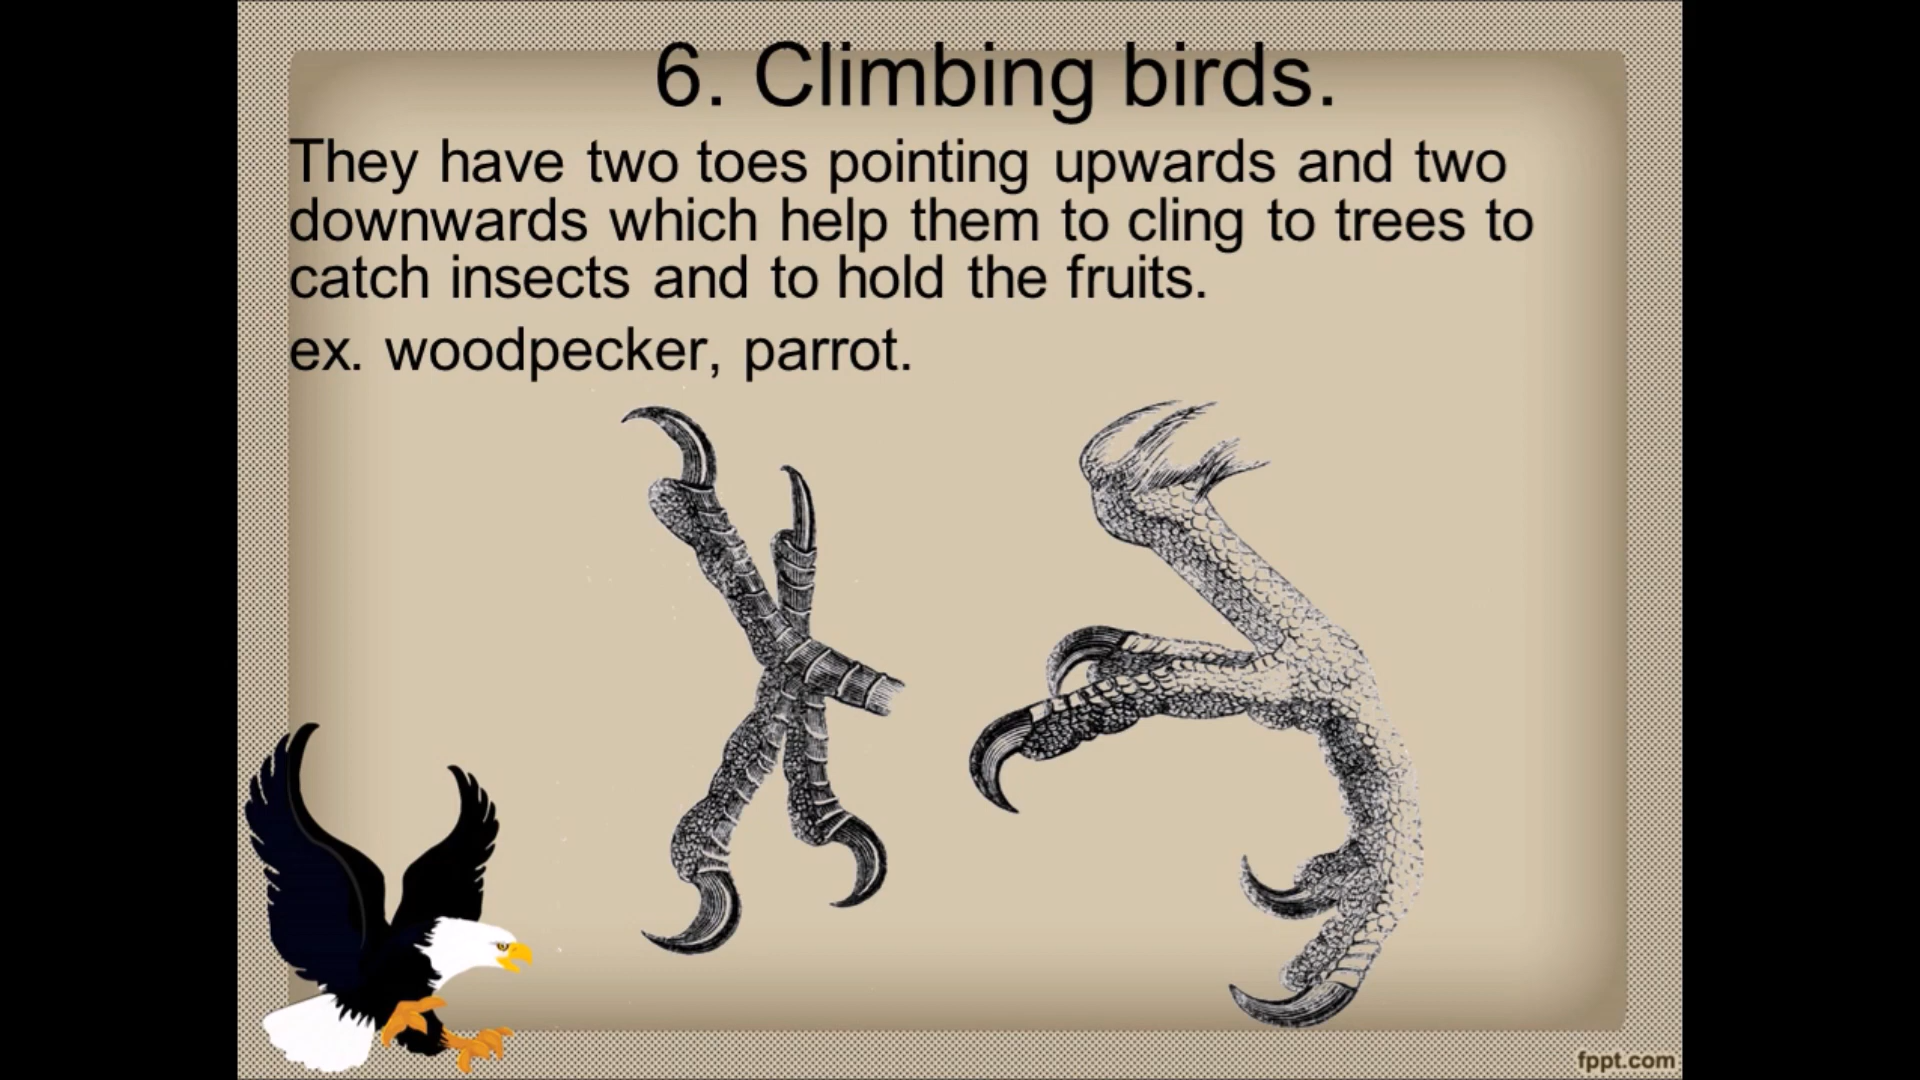 6. Climbing birds.
They have two toes pointing upwards and two
downwards which help them to cling to trees to
catch insects and to hold the fruits.
ex. woodpecker, parrot.
fppt.com